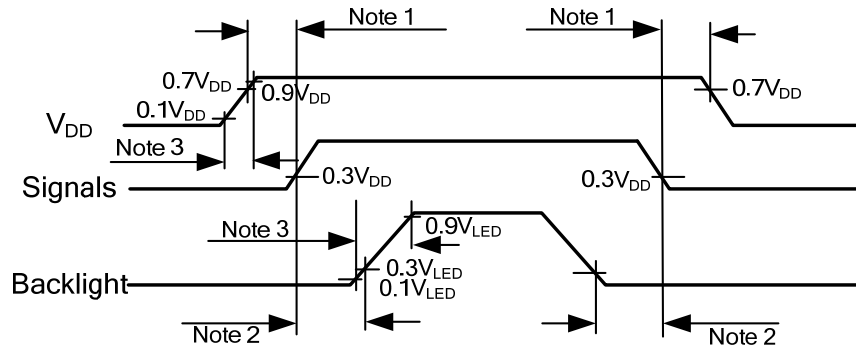 Note 1 Note 1
0.7VDD 0.9VDD 0.7VDD
0.1VDD
VDD
Note 3
Signals 0.3VDD 0.3VDD
Note 3 0.9VLED
0.3VLED
Backlight 0.1VLED
Note 2 Note 2